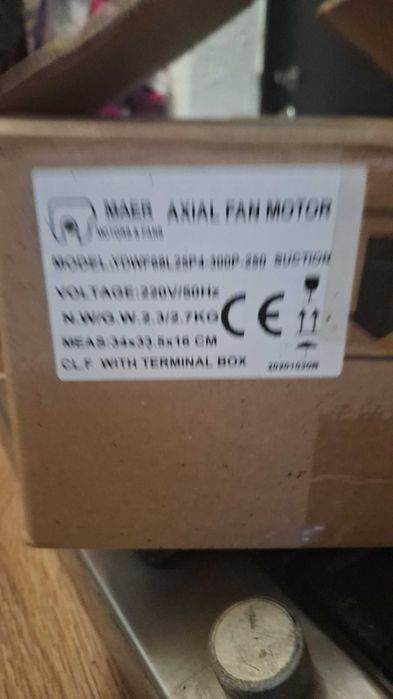 MAER
MOTORS & FANS
AXIAL FAN MOTOR
MODEL:YDWF68L25P4-300P-250 SUCTION
VOLTAGE:220V/50Hz
N.W/G.W:2.3/2.7KG
CE
MEAS:34x33.5x16 CM
CL.F WITH TERMINAL BOX